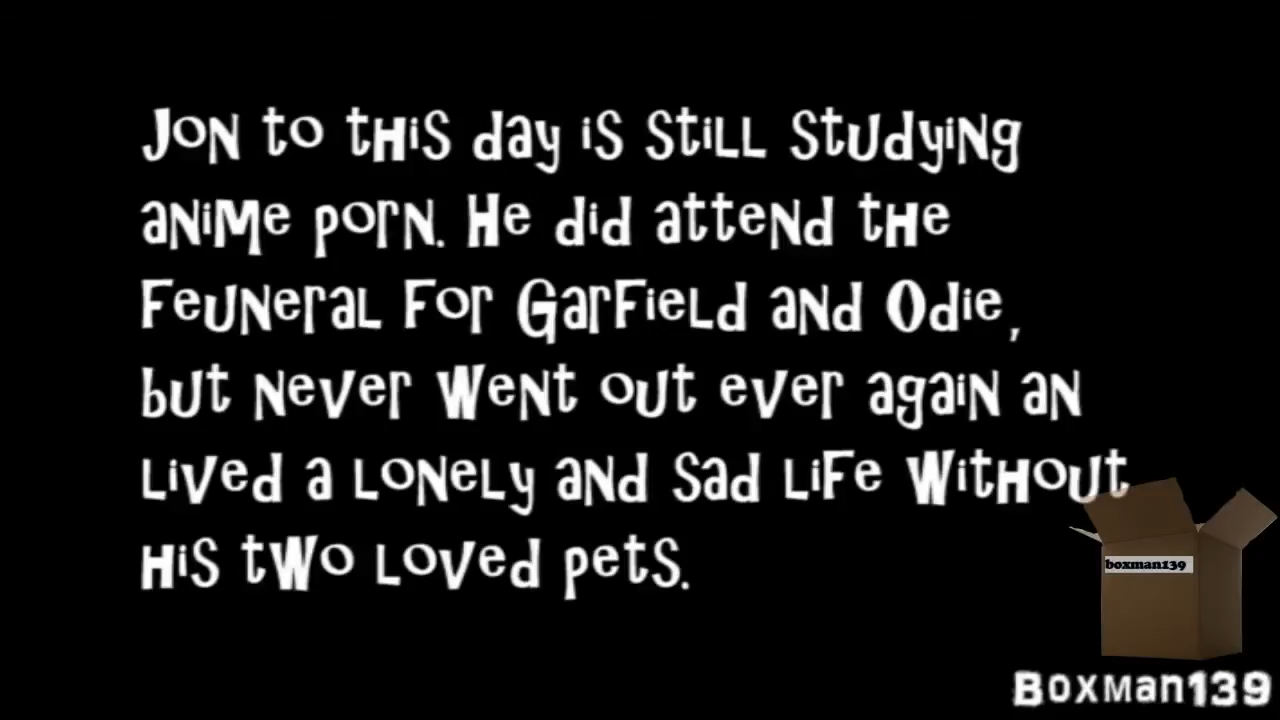 Jon to this day is still studying
anime porn. He did attend the
Feuneral For Garfield and Odie,
but never went out ever again an
lived a lonely and sad life without
his two loved pets.
boxman139
Boxman139